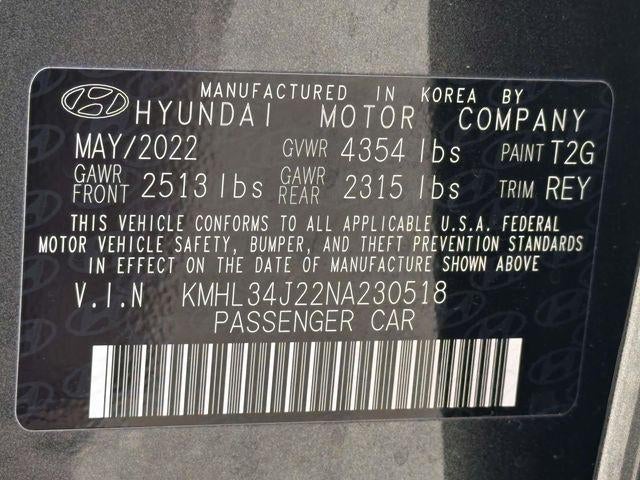 MANUFACTURED IN KOREA BY
HYUNDAI MOTOR COMPANY
MAY/2022 GVWR 4354 lbs PAINT T2G
GAWR FRONT 2513 lbs GAWR REAR 2315 lbs TRIM REY
THIS VEHICLE CONFORMS TO ALL APPLICABLE U.S.A. FEDERAL
MOTOR VEHICLE SAFETY, BUMPER, AND THEFT PREVENTION STANDARDS
IN EFFECT ON THE DATE OF MANUFACTURE SHOWN ABOVE
V.I.N KMHL34J22NA230518
PASSENGER CAR